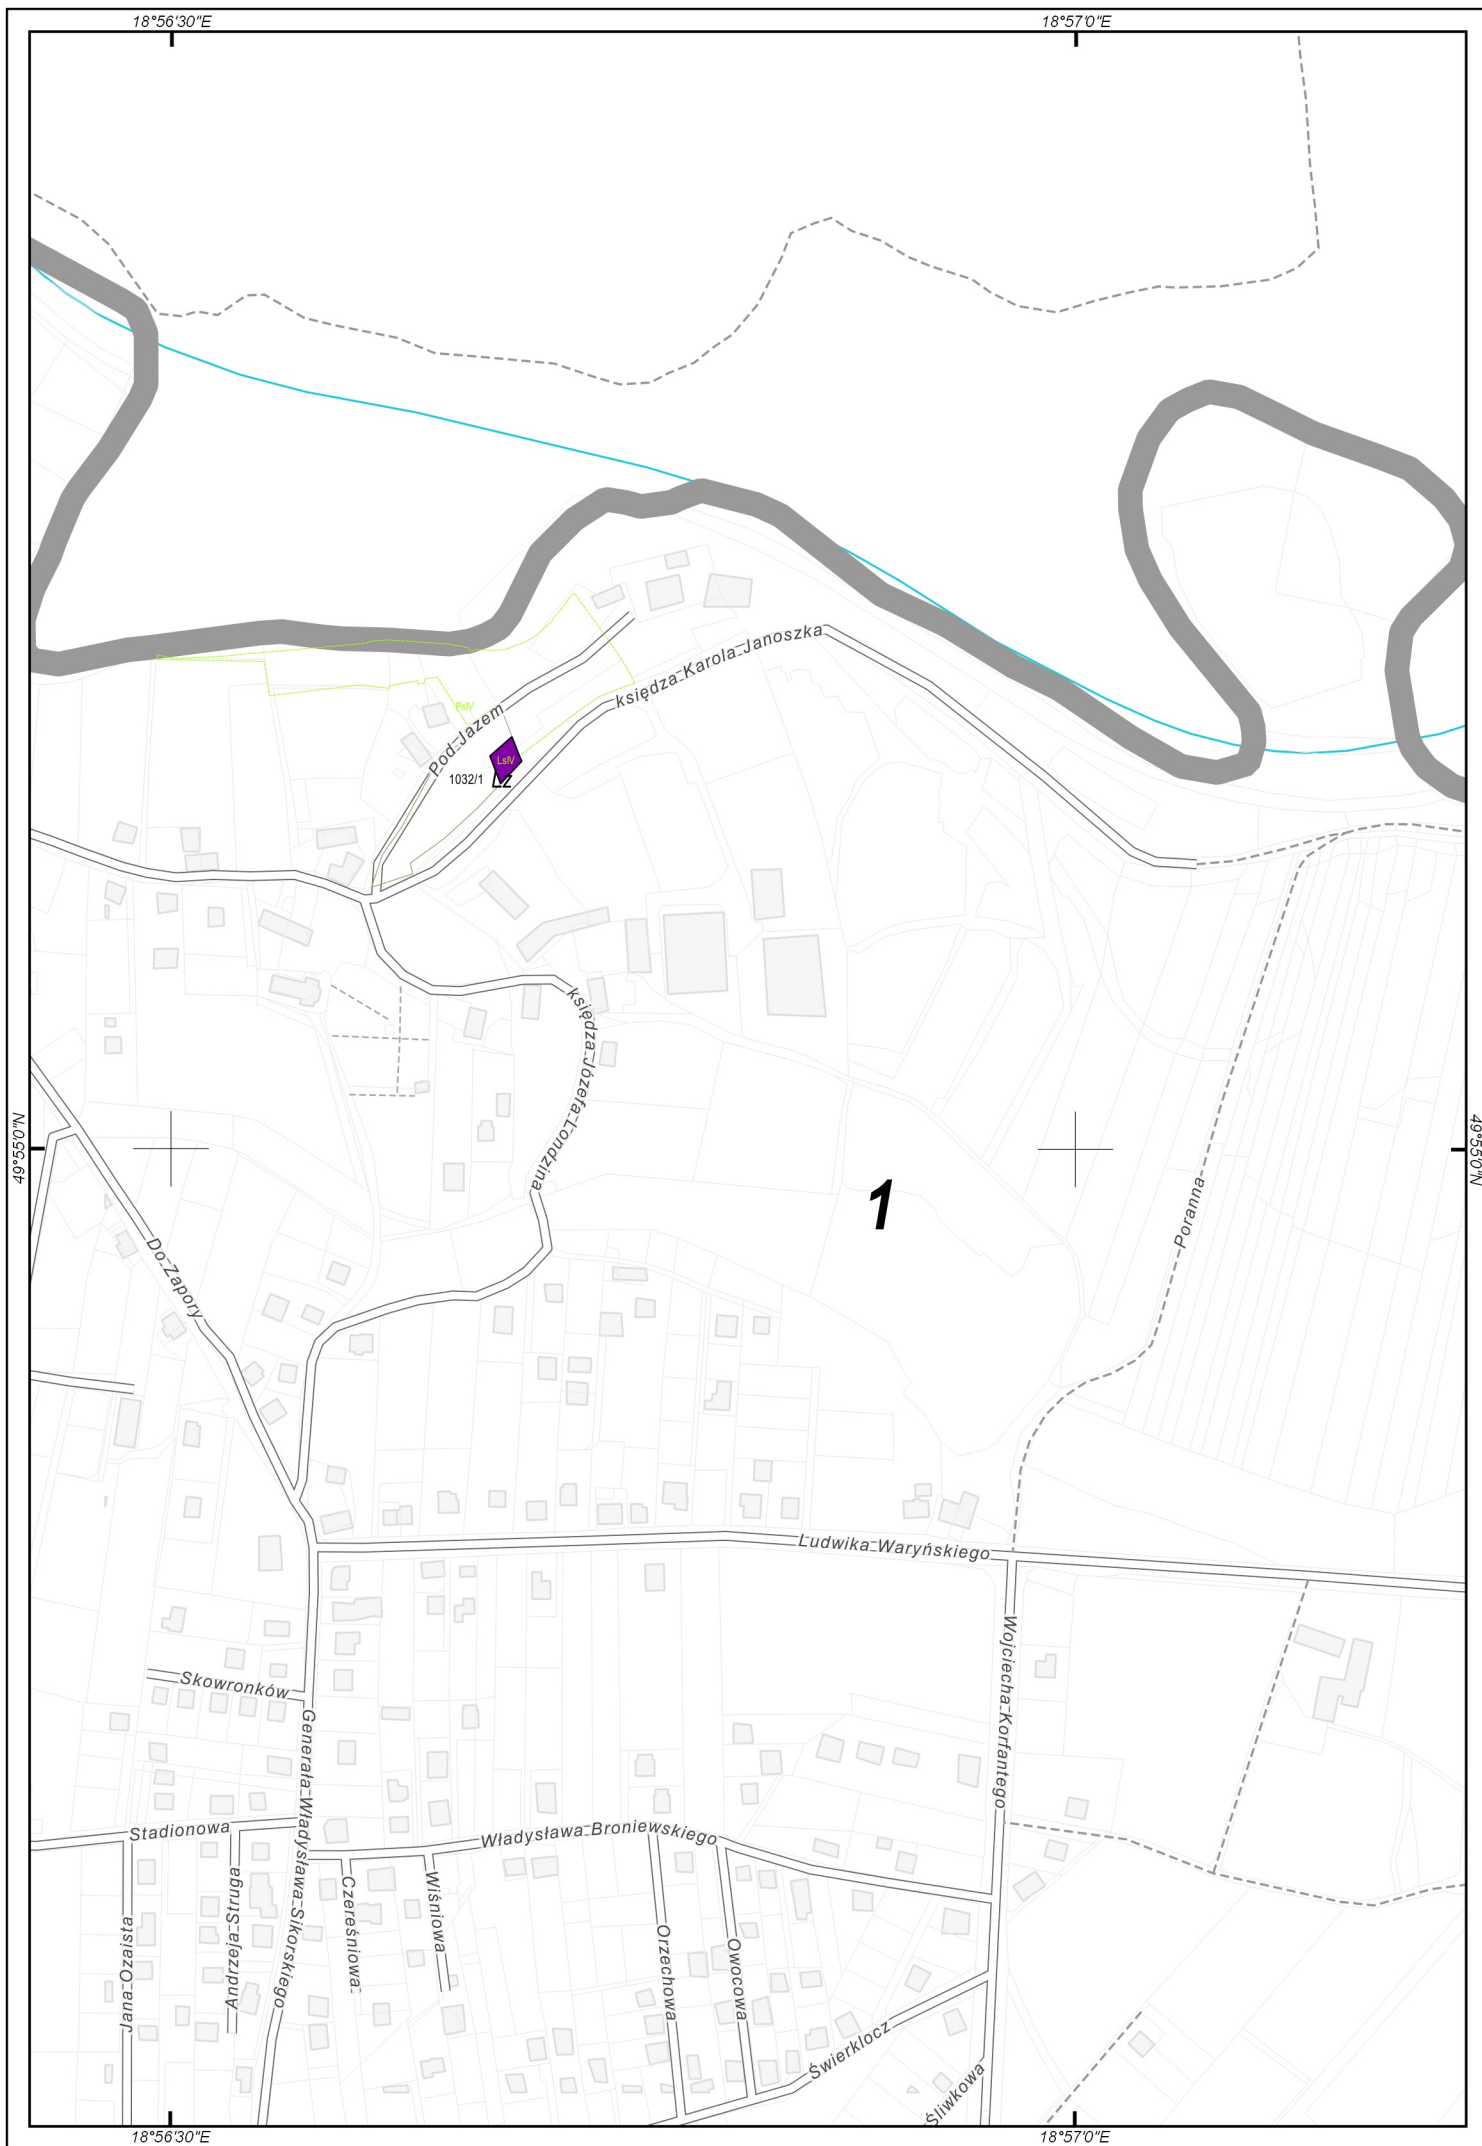 18°56'30"E
18°57'0"E
PsIV
Pod Jazem
księdza Karola Janoszka
LsIV
1032/1
Lz
księdza Józefa Londzina
49°55'0"N
49°55'0"N
1
Poranna
Do Zapory
Ludwika Waryńskiego
Wojciecha Korfantego
Skowronków
Generała Władysława Sikorskiego
Stadionowa
Władysława Broniewskiego
Jana Ozaista
Andrzeja Struga
Czereśniowa
Wiśniowa
Orzechowa
Owocowa
Świerklocz
Śliwkowa
18°56'30"E
18°57'0"E